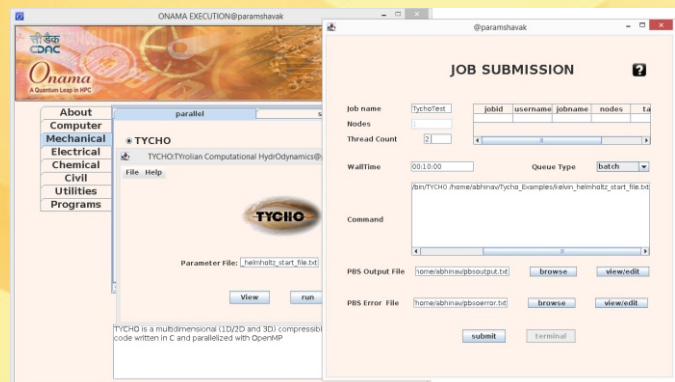 ONAMA EXECUTION@paramshavak
सी डैक
CDAC
Onama
A Quantum Leap in HPC
About
Computer
Mechanical
Electrical
Chemical
Civil
Utilities
Programs
parallel
s
TYCHO
TYCHO:TYrolian Computational HydrOdynamics@
File Help
TYCHO
Parameter File: _helmholtz_start_file.txt
View
run
TYCHO is a multidimensional (1D/2D and 3D) compressibl
code written in C and parallelized with OpenMP
@paramshavak
JOB SUBMISSION
?
Job name TychoTest
jobid username jobname nodes ta
Nodes
Thread Count 2
WallTime 00:10:00 Queue Type batch
/bin/TYCHO /home/abhinav/Tycho_Examples/kelvin_helmholtz_start_file.txt
Command
PBS Output File home/abhinav/pbsoutput.txt browse view/edit
PBS Error File home/abhinav/pbsoerror.txt browse view/edit
submit terminal